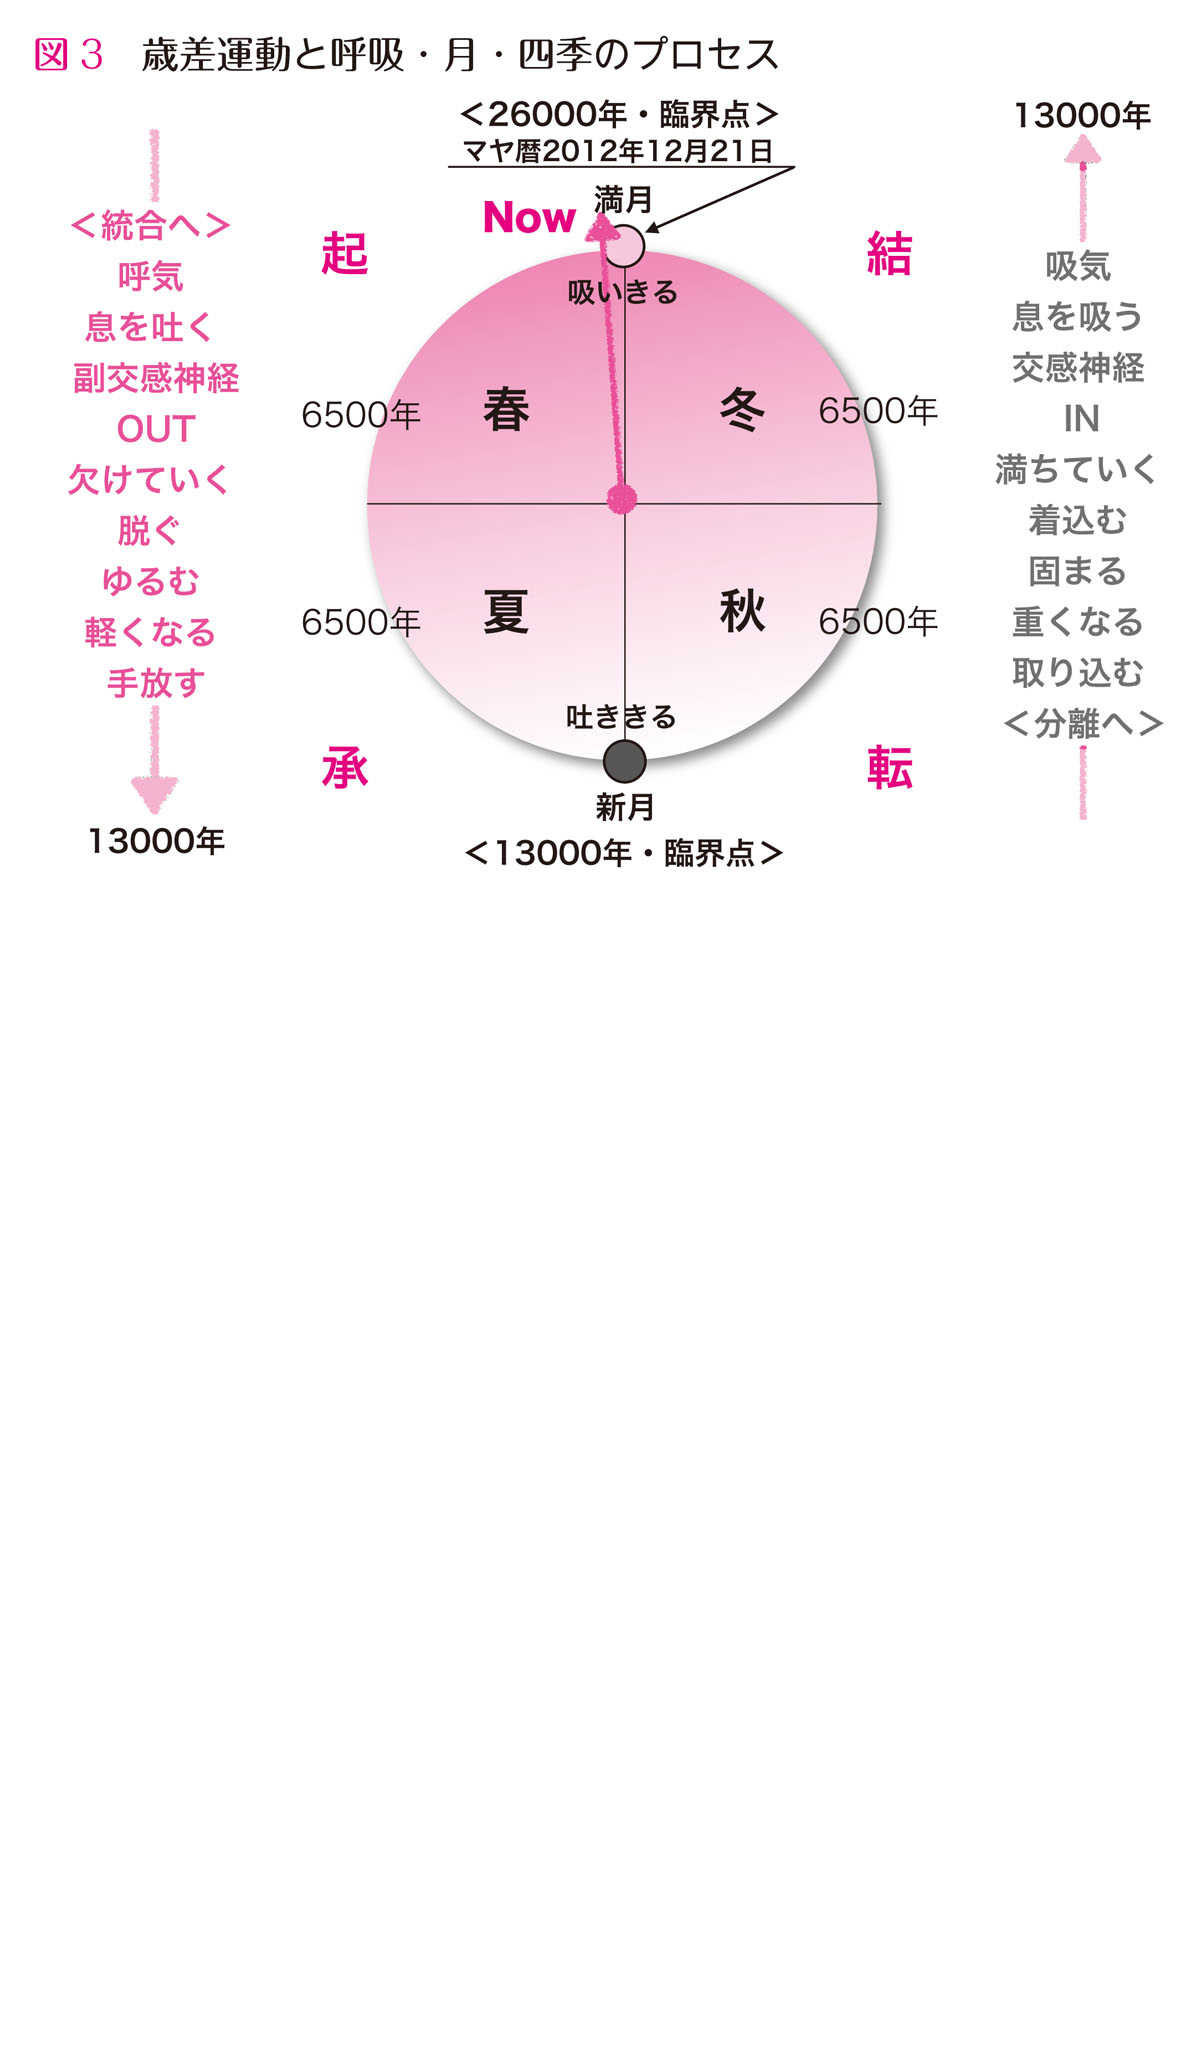 図3 歳差運動と呼吸・月・四季のプロセス
＜26000年・臨界点＞
マヤ暦2012年12月21日
満月
Now
吸いきる
起
結
春
冬
6500年
6500年
夏
秋
6500年
6500年
吐ききる
承
転
新月
＜13000年・臨界点＞
＜統合へ＞
呼気
息を吐く
副交感神経
OUT
欠けていく
脱ぐ
ゆるむ
軽くなる
手放す
13000年
13000年
吸気
息を吸う
交感神経
IN
満ちていく
着込む
固まる
重くなる
取り込む
＜分離へ＞